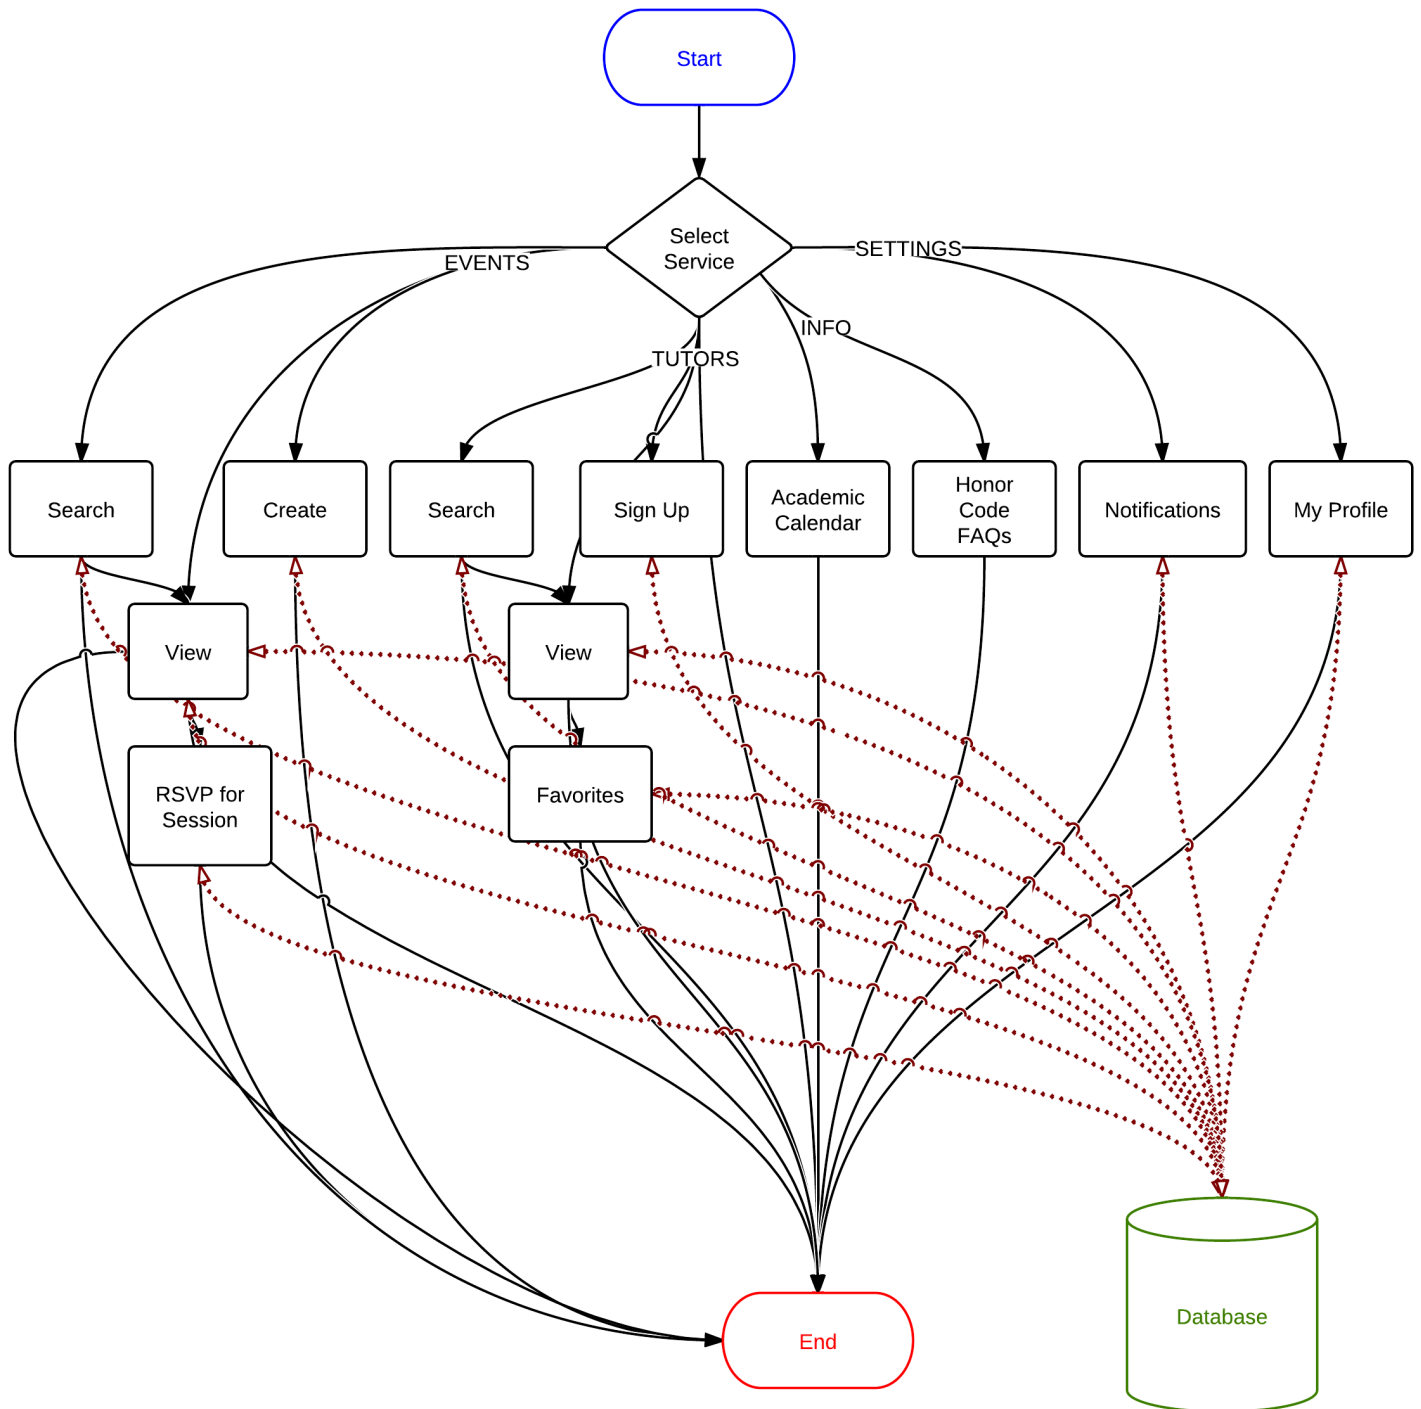 Start
Select
Service
EVENTS
SETTINGS
INFO
TUTORS
Search
Create
Search
Sign Up
Academic
Calendar
Honor
Code
FAQs
Notifications
My Profile
View
View
RSVP for
Session
Favorites
Database
End